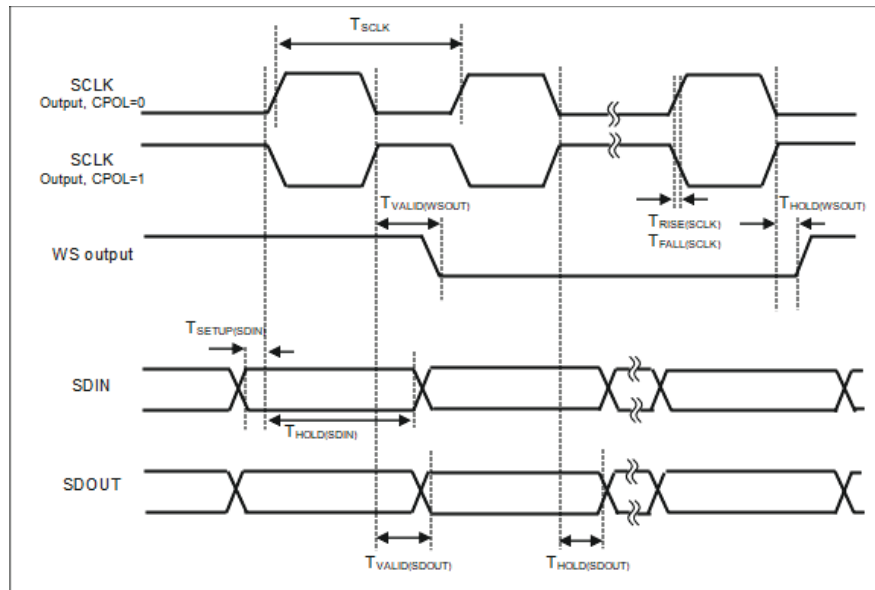 TSCLK
SCLK
Output, CPOL=0
SCLK
Output, CPOL=1
TVALID(WSOUT)
THOLD(WSOUT)
TRISE(SCLK)
TFALL(SCLK)
WS output
TSETUP(SDIN)
SDIN
THOLD(SDIN)
SDOUT
TVALID(SDOUT)
THOLD(SDOUT)